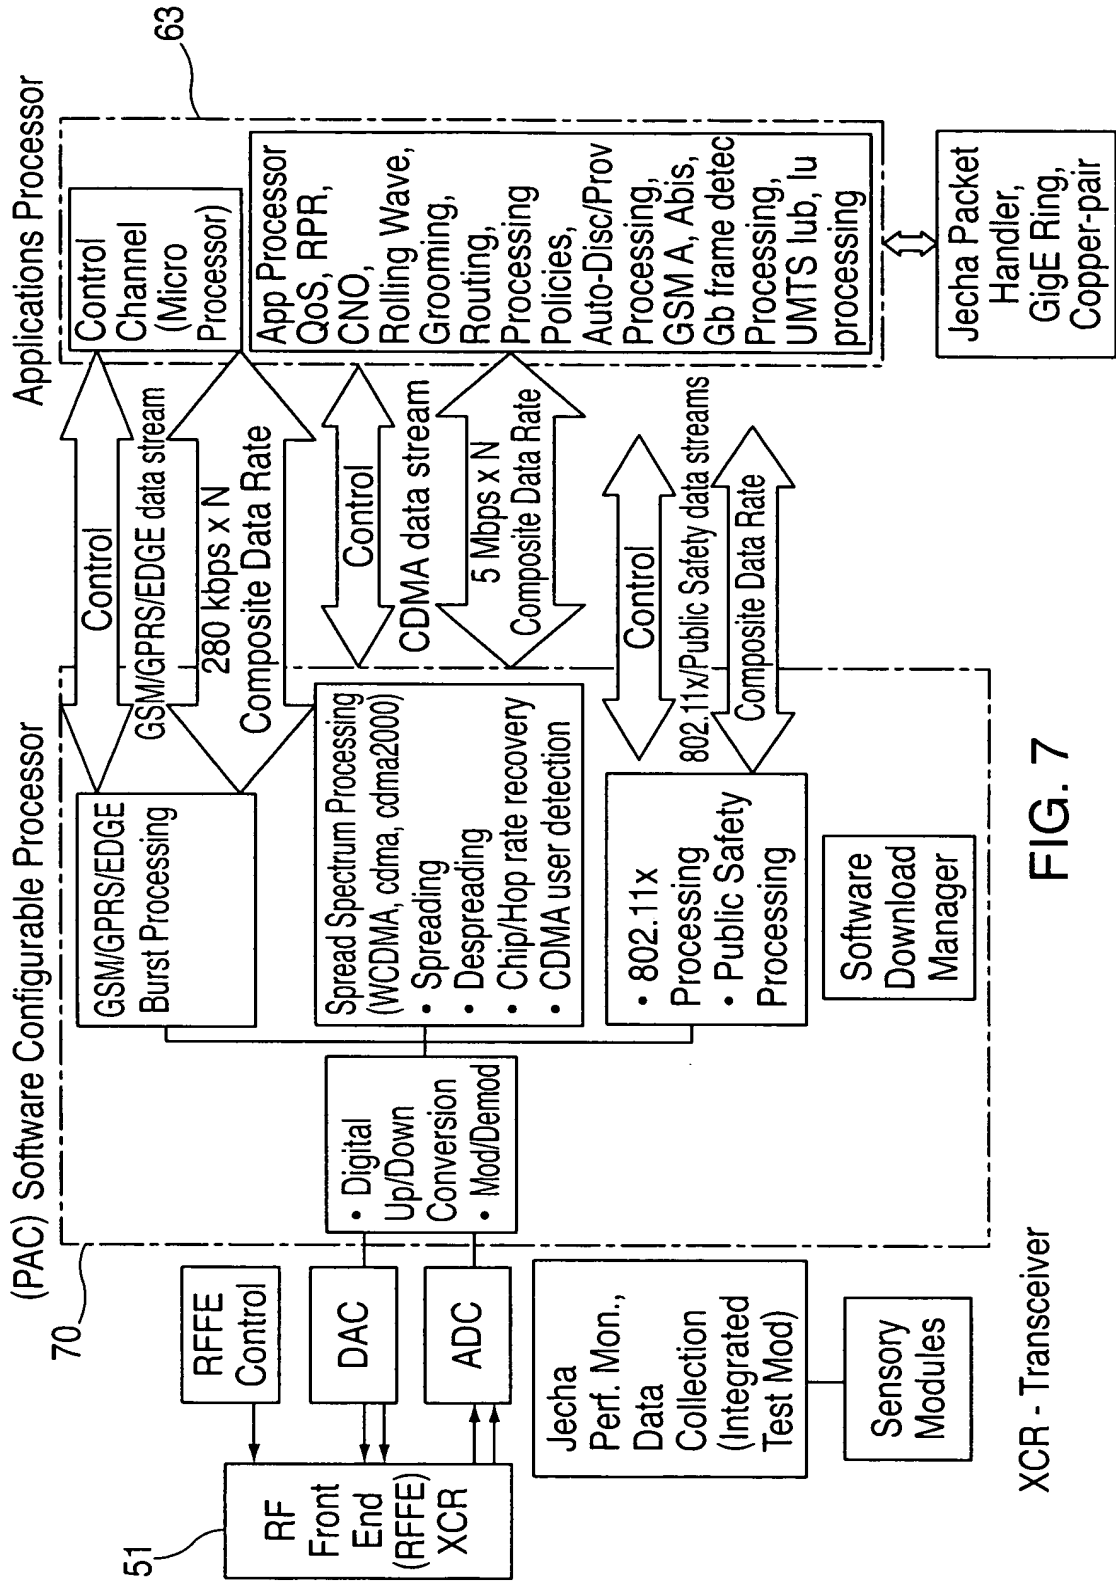 (PAC) Software Configurable Processor
Applications Processor
70
63
51
RF
Front
End
(RFFE)
XCR
RFFE
Control
DAC
ADC
• Digital
Up/Down
Conversion
• Mod/Demod
GSM/GPRS/EDGE
Burst Processing
Spread Spectrum Processing
(WCDMA, cdma2000)
• Spreading
• Despreading
• Chip/Hop rate recovery
• CDMA user detection
• 802.11x
Processing
• Public Safety
Processing
Software
Download
Manager
Control
GSM/GPRS/EDGE data stream
280 kbps x N
Composite Data Rate
Control
CDMA data stream
5 Mbps x N
Composite Data Rate
Control
802.11x/Public Safety data streams
Composite Data Rate
Control
Channel
(Micro
Processor)
App Processor
QoS, RPR,
CNO,
Rolling Wave,
Grooming,
Routing,
Processing
Policies,
Auto-Disc/Prov
Processing,
GSM A, Abis,
Gb frame detec
Processing,
UMTS Iub, Iu
processing
Jecha Packet
Handler,
GigE Ring,
Copper-pair
Jecha
Perf. Mon.,
Data
Collection
(Integrated
Test Mod)
Sensory
Modules
XCR - Transceiver
FIG. 7